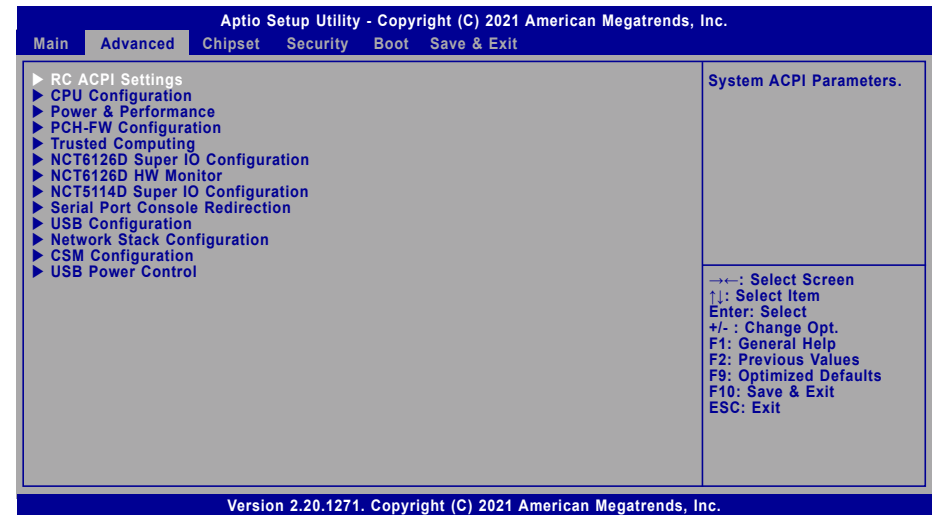 Aptio Setup Utility - Copyright (C) 2021 American Megatrends, Inc.
Main Advanced Chipset Security Boot Save & Exit
▶ RC ACPI Settings
▶ CPU Configuration
▶ Power & Performance
▶ PCH-FW Configuration
▶ Trusted Computing
▶ NCT6126D Super IO Configuration
▶ NCT6126D HW Monitor
▶ NCT5114D Super IO Configuration
▶ Serial Port Console Redirection
▶ USB Configuration
▶ Network Stack Configuration
▶ CSM Configuration
▶ USB Power Control
System ACPI Parameters.
→←: Select Screen
↑↓: Select Item
Enter: Select
+/- : Change Opt.
F1: General Help
F2: Previous Values
F9: Optimized Defaults
F10: Save & Exit
ESC: Exit
Version 2.20.1271. Copyright (C) 2021 American Megatrends, Inc.